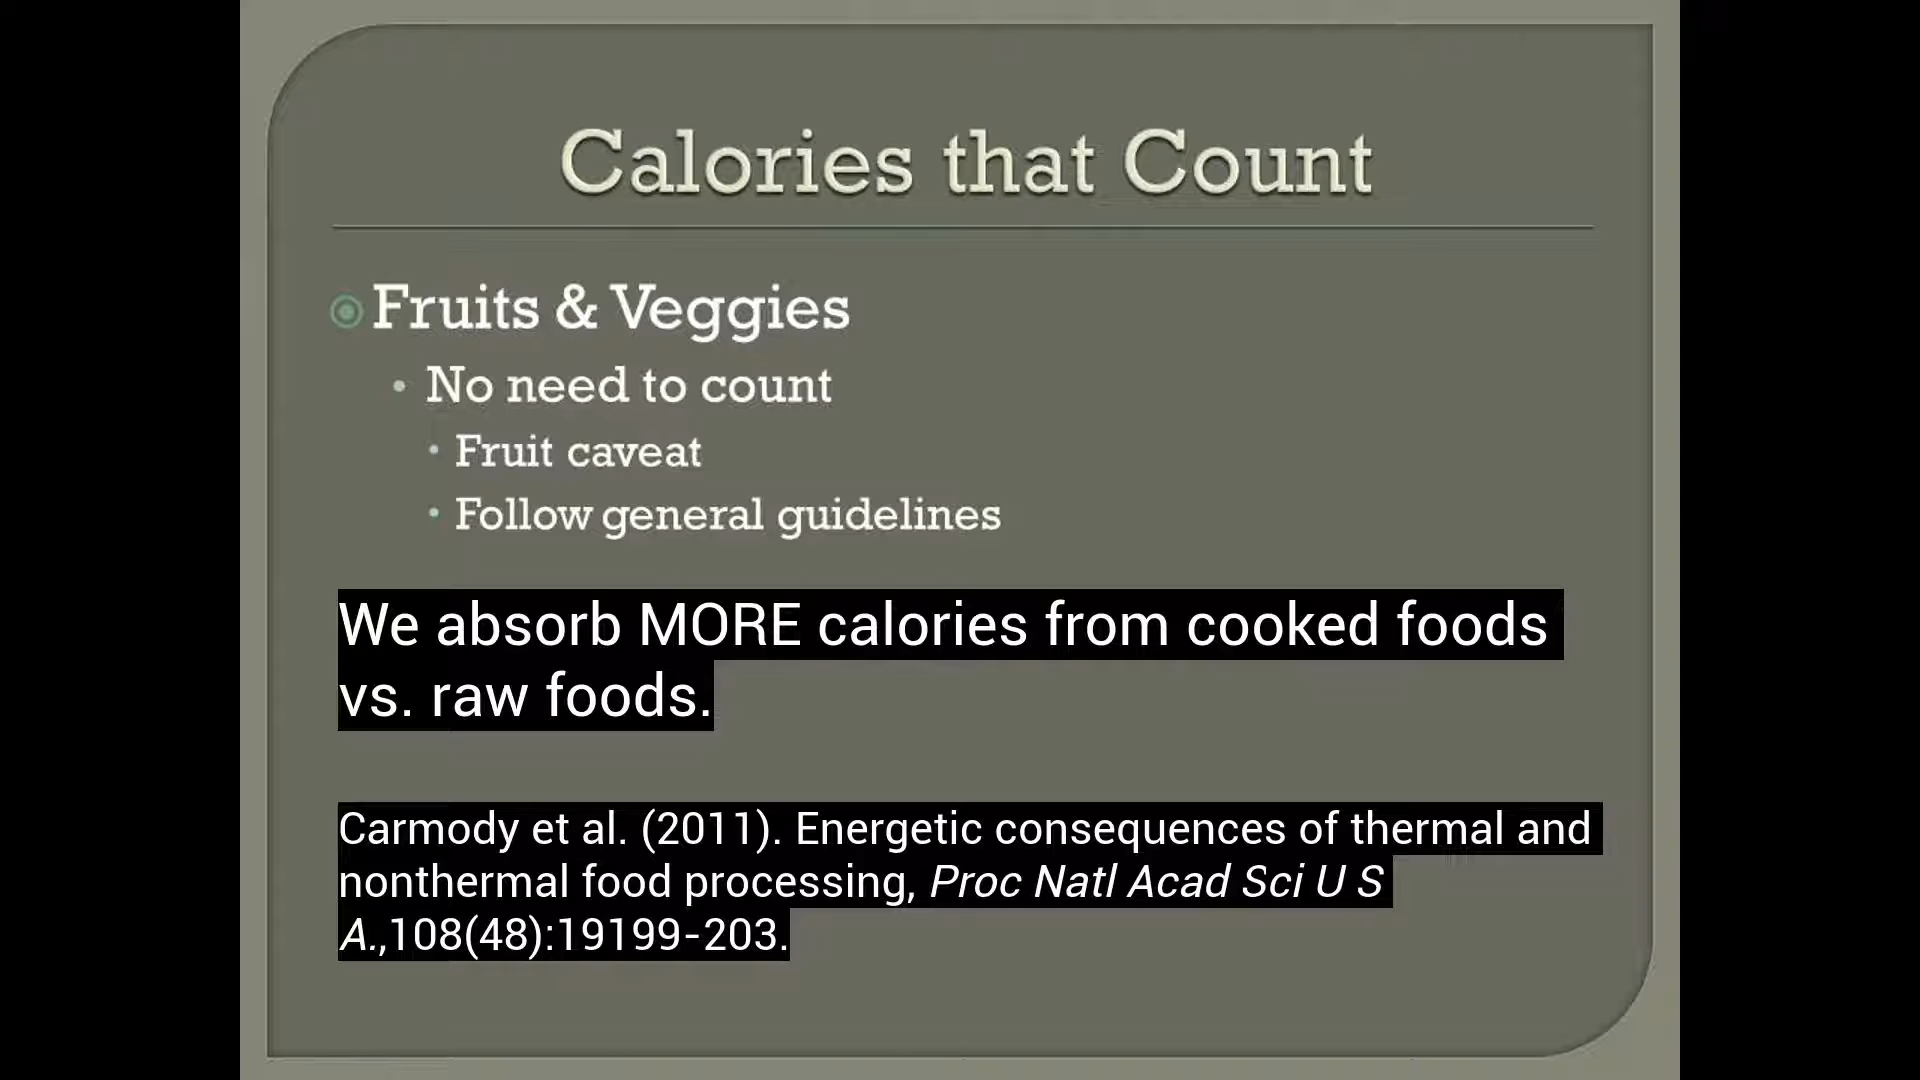 Calories that Count
Fruits & Veggies
No need to count
Fruit caveat
Follow general guidelines
We absorb MORE calories from cooked foods
vs. raw foods.
Carmody et al. (2011). Energetic consequences of thermal and
nonthermal food processing, Proc Natl Acad Sci U S
A.,108(48):19199-203.